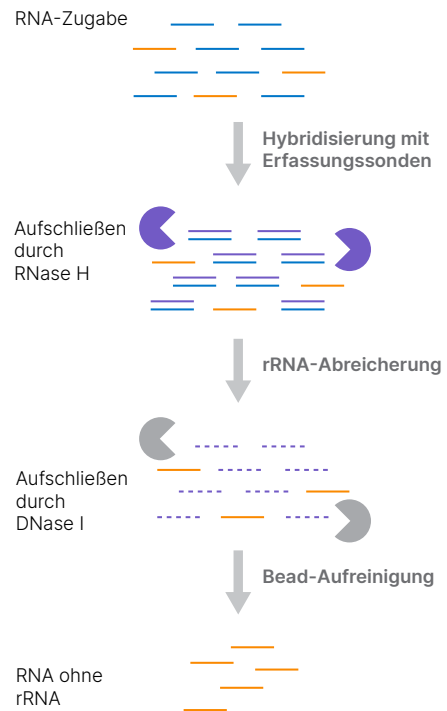 RNA-Zugabe
Hybridisierung mit
Erfassungssonden
Aufschließen
durch
RNase H
rRNA-Abreicherung
Aufschließen
durch
DNase I
Bead-Aufreinigung
RNA ohne
rRNA